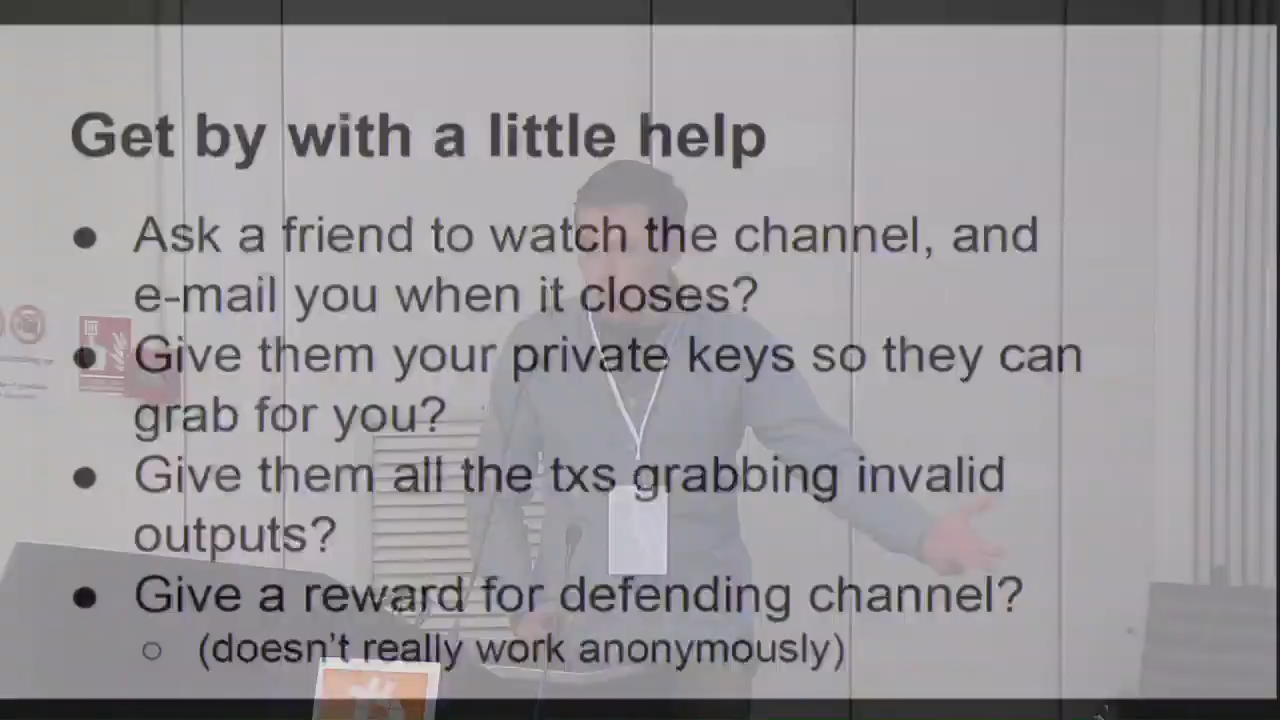 Get by with a little help
● Ask a friend to watch the channel, and
e-mail you when it closes?
● Give them your private keys so they can
grab for you?
● Give them all the txs grabbing invalid
outputs?
● Give a reward for defending channel?
○ (doesn't really work anonymously)